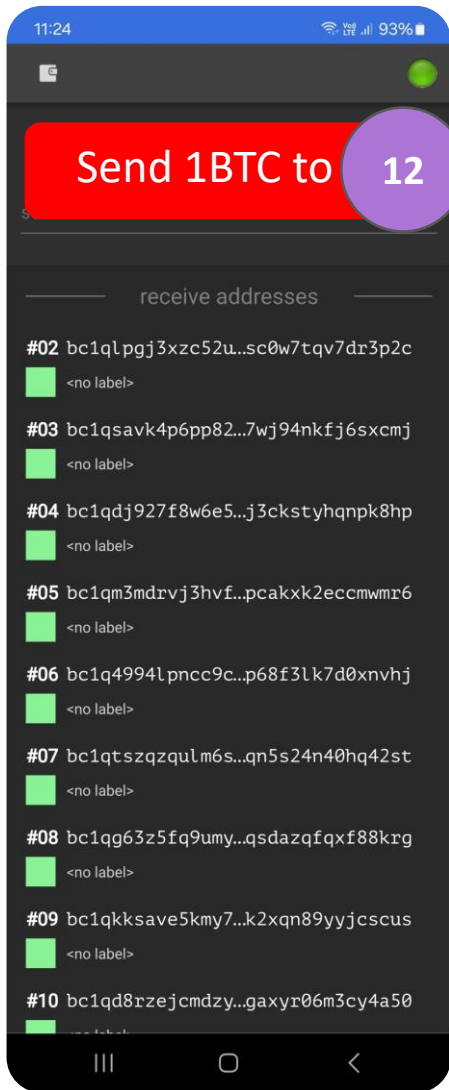 11:24 Vo) LTE 93%
Send 1BTC to 12
receive addresses
#02 bc1qlpgj3xzc52u…sc0w7tqv7dr3p2c
<no label>
#03 bc1qsavk4p6pp82…7wj94nkfj6sxcmj
<no label>
#04 bc1qdj927f8w6e5…j3ckstyhqnpk8hp
<no label>
#05 bc1qm3mdrvj3hvf…pcakxk2eccmwmr6
<no label>
#06 bc1q4994lpncc9c…p68f3lk7d0xnvhj
<no label>
#07 bc1qtszqzqulm6s…qn5s24n40hq42st
<no label>
#08 bc1qg63z5fq9umy…qsdazqfqxf88krg
<no label>
#09 bc1qkksave5kmy7…k2xqn89yyjcscus
<no label>
#10 bc1qd8rzejcmdzy…gaxyr06m3cy4a50